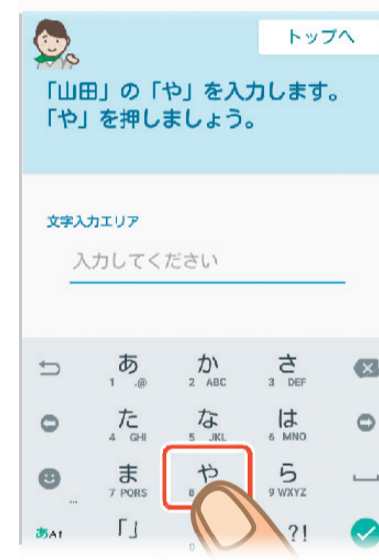 トップへ
「山田」の「や」を入力します。
「や」を押しましょう。
文字入力エリア
入力してください
あ か さ
1 .@ 2 ABC 3 DEF
た な は
4 GHI 5 JKL 6 MNO
ま や ら
7 PQRS 8 9 WXYZ
あA1 「」 ?!